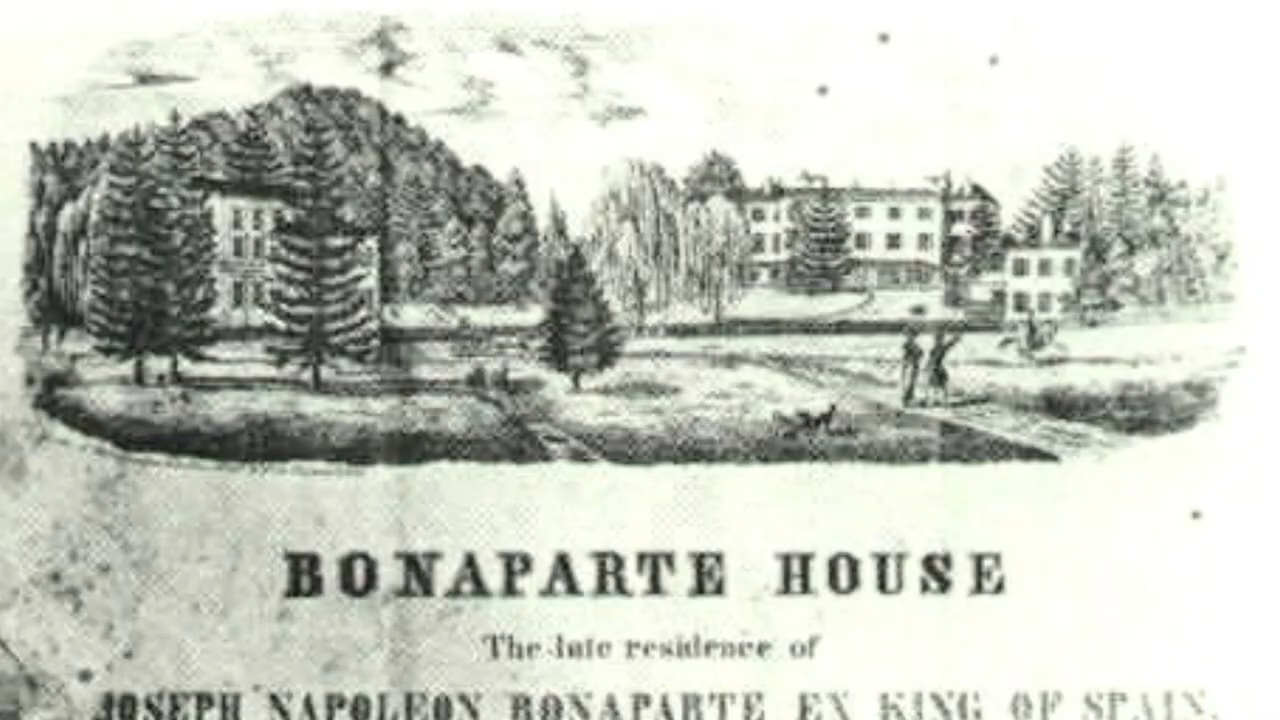 BONAPARTE HOUSE
The late residence of
JOSEPH NAPOLEON BONAPARTE EX KING OF SPAIN.